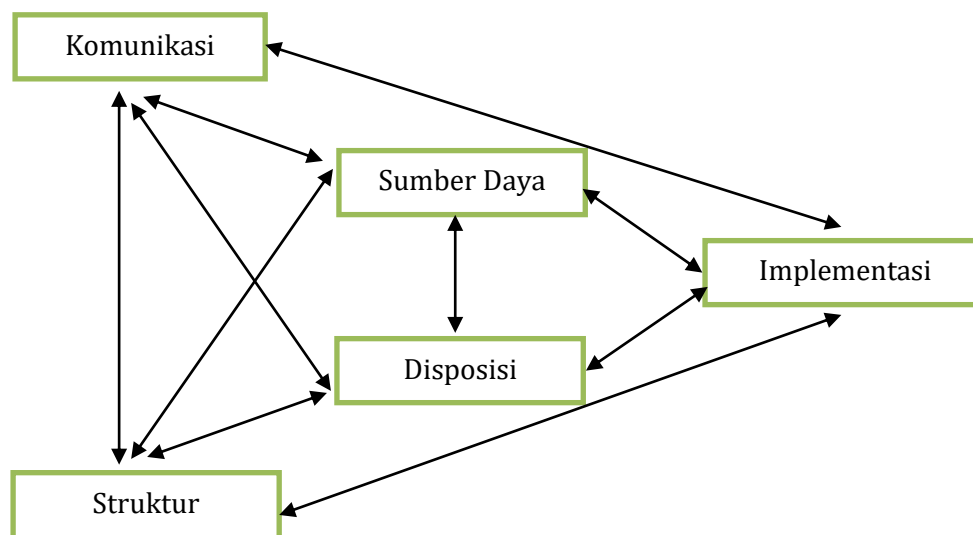 Komunikasi
Sumber Daya
Implementasi
Disposisi
Struktur